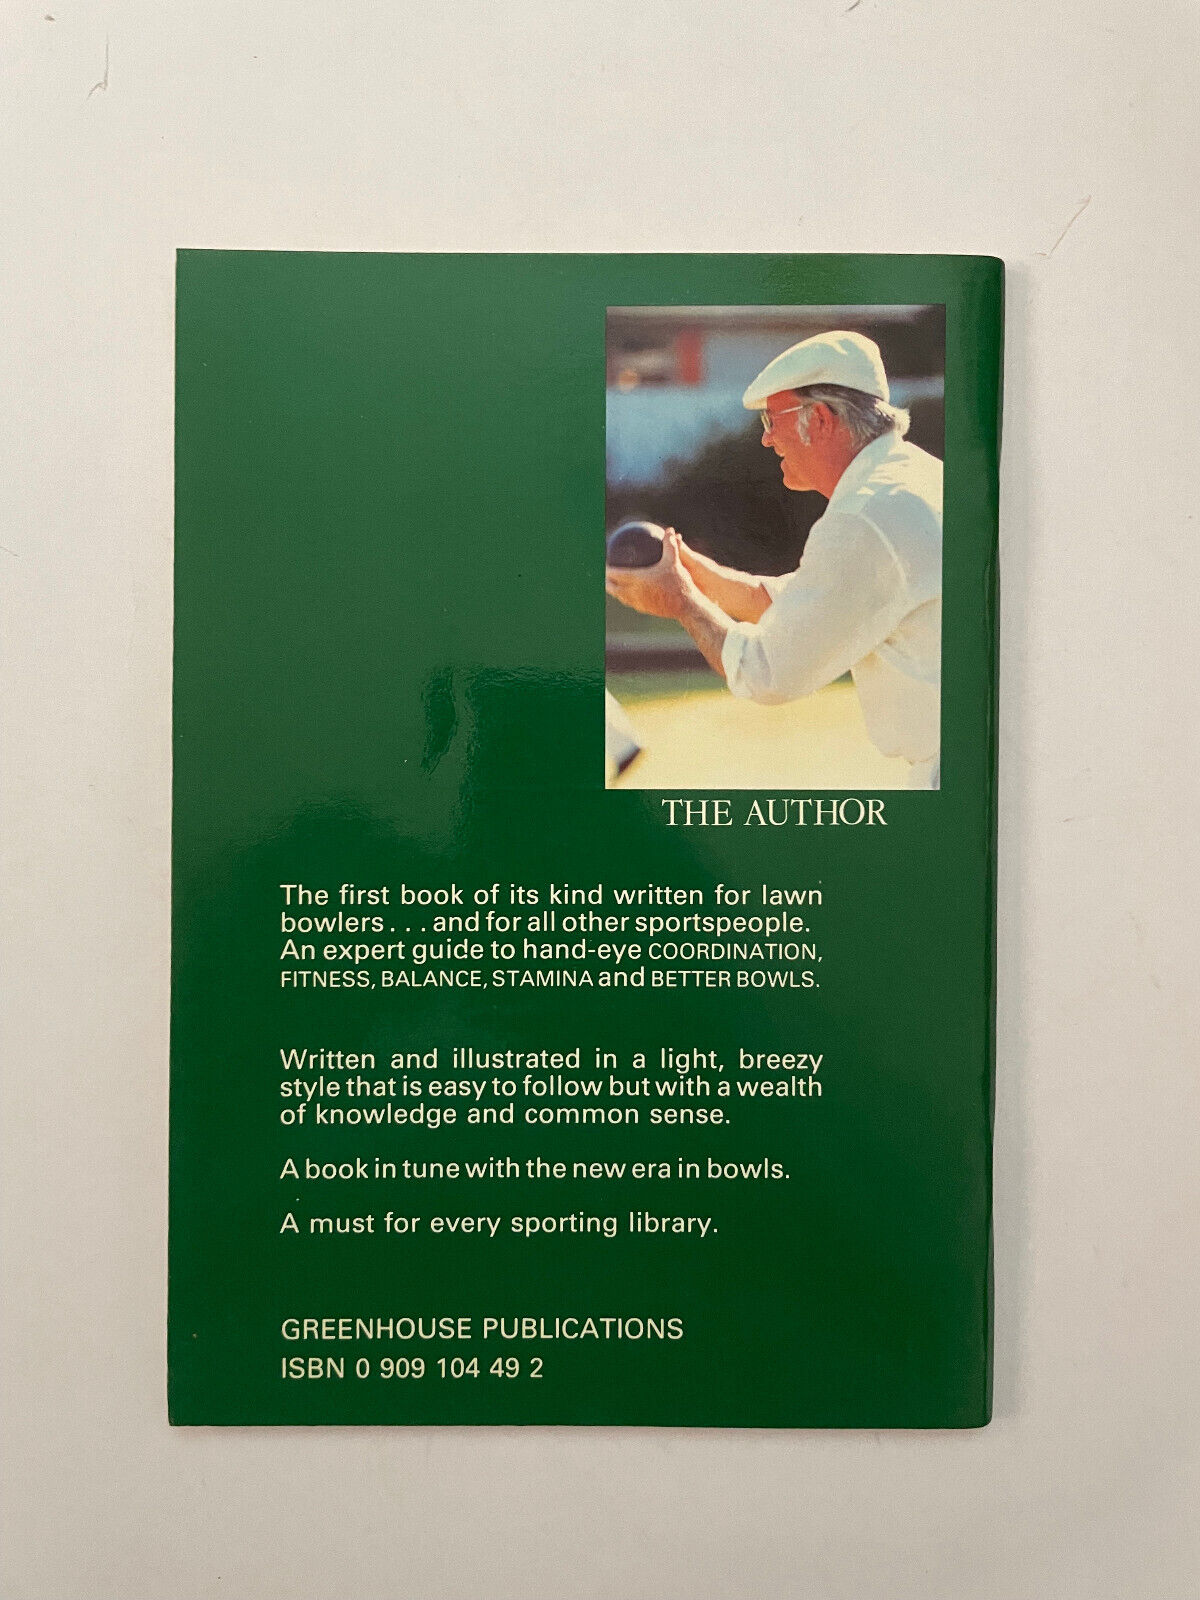 THE AUTHOR
The first book of its kind written for lawn
bowlers . . . and for all other sportspeople.
An expert guide to hand-eye COORDINATION,
FITNESS, BALANCE, STAMINA and BETTER BOWLS.
Written and illustrated in a light, breezy
style that is easy to follow but with a wealth
of knowledge and common sense.
A book in tune with the new era in bowls.
A must for every sporting library.
GREENHOUSE PUBLICATIONS
ISBN 0 909 104 49 2